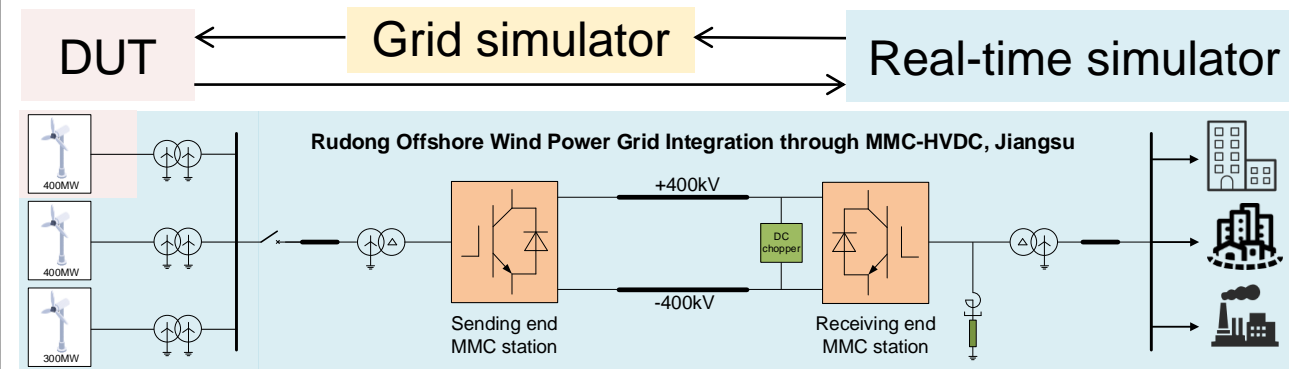 DUT
Grid simulator
Real-time simulator
Rudong Offshore Wind Power Grid Integration through MMC-HVDC, Jiangsu
400MW
400MW
300MW
+400kV
DC
chopper
-400kV
Sending end
MMC station
Receiving end
MMC station